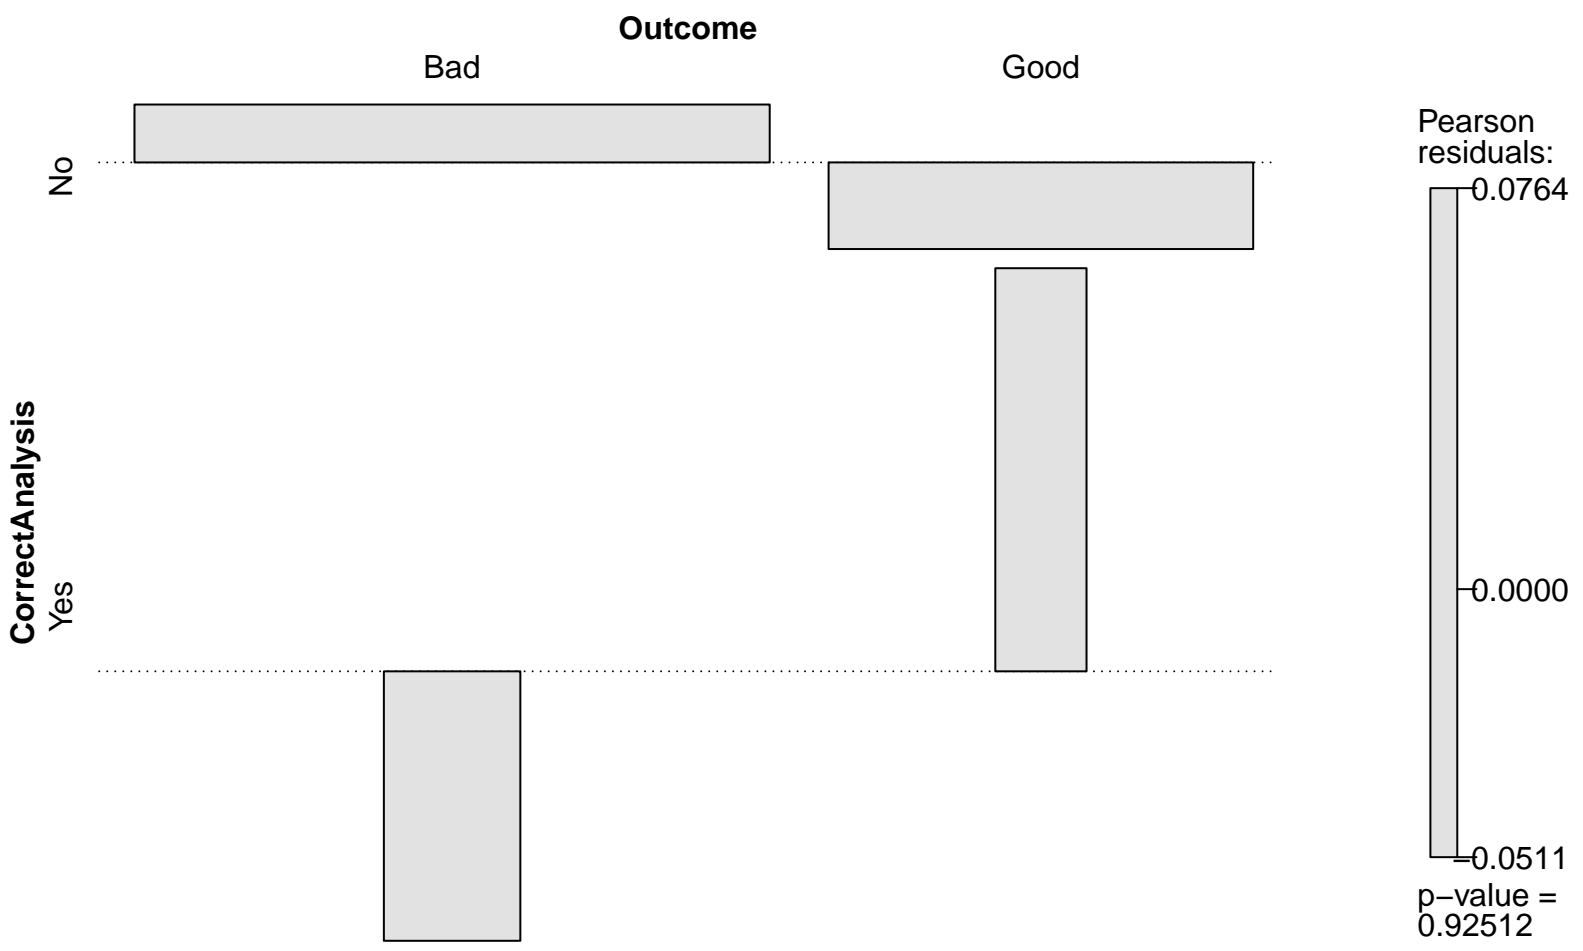 Outcome
Bad
Good
No
Yes
CorrectAnalysis
Pearson
residuals:
0.0764
0.0000
−0.0511
p−value =
0.92512